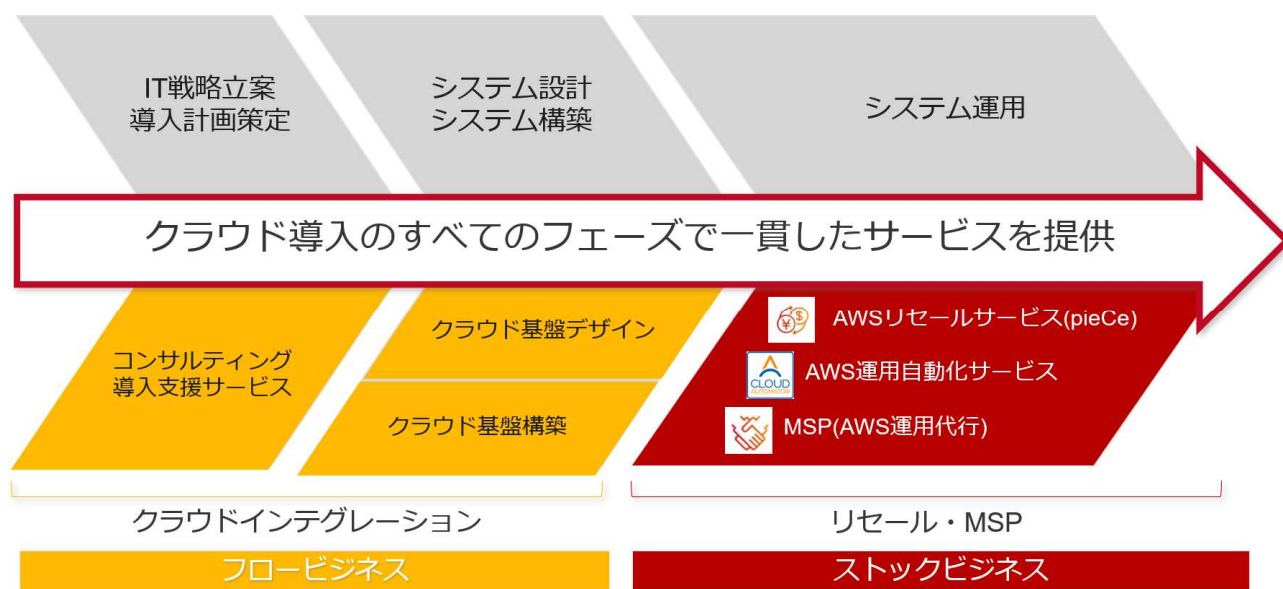 IT戦略立案
導入計画策定
システム設計
システム構築
システム運用
クラウド導入のすべてのフェーズで一貫したサービスを提供
コンサルティング
導入支援サービス
クラウド基盤デザイン
クラウド基盤構築
AWSリセールサービス(pieCe)
CLOUD
AUTOMATOR
AWS運用自動化サービス
MSP(AWS運用代行)
クラウドインテグレーション
リセール・MSP
フロービジネス
ストックビジネス